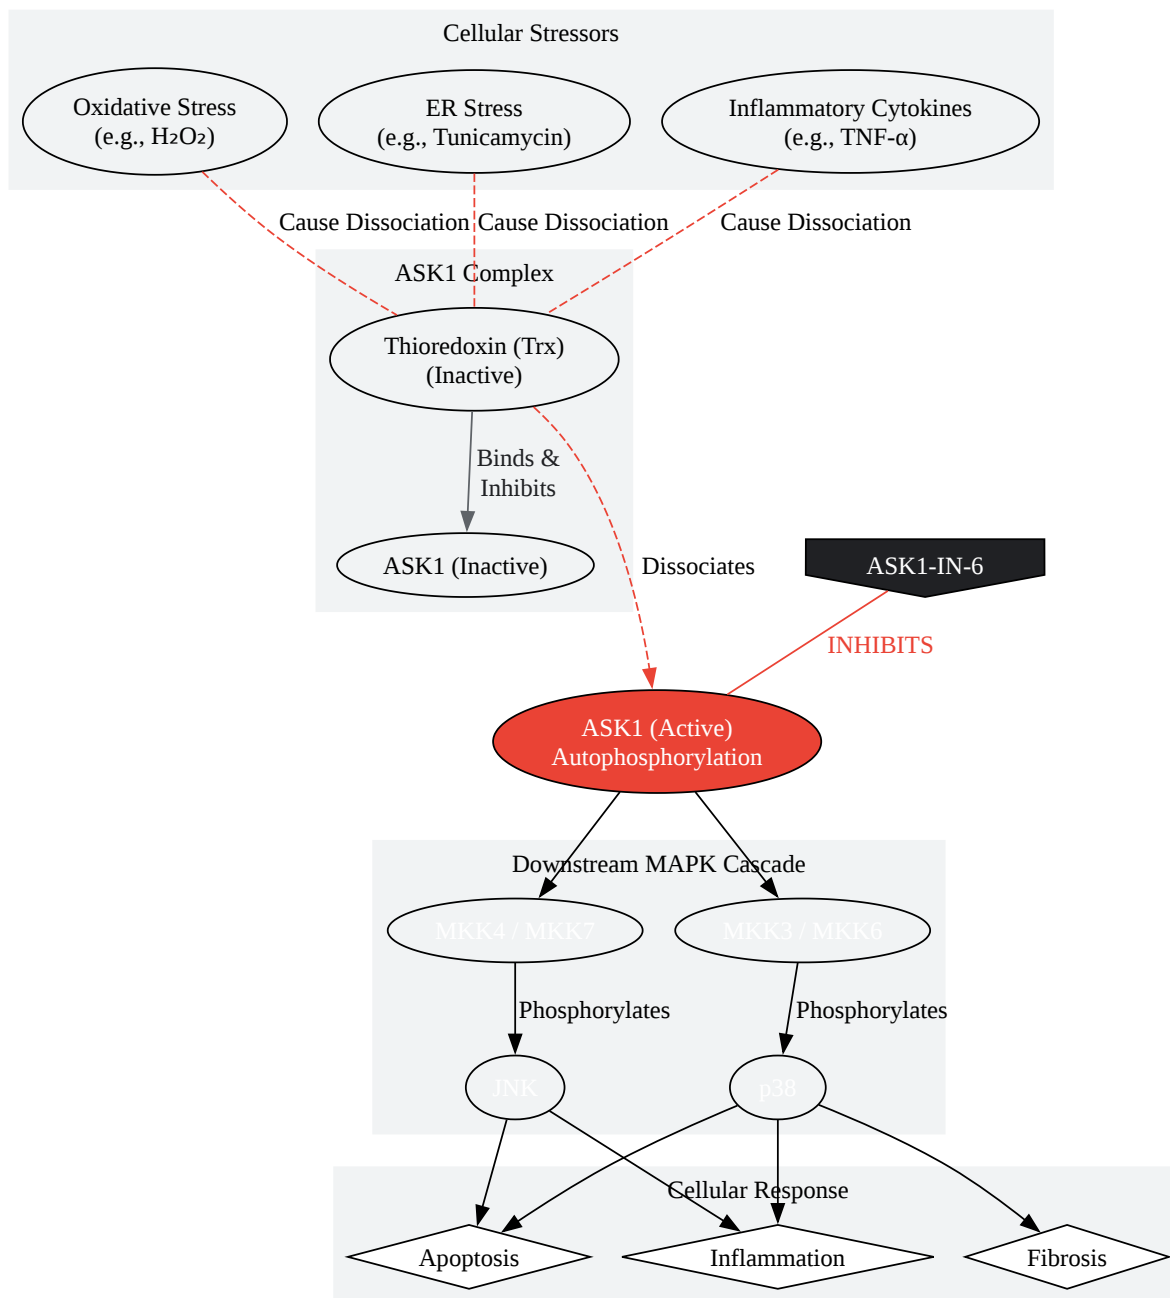 Cellular Stressors
Oxidative Stress
(e.g., H₂O₂)
ER Stress
(e.g., Tunicamycin)
Inflammatory Cytokines
(e.g., TNF-α)
Cause Dissociation
Cause Dissociation
Cause Dissociation
ASK1 Complex
Thioredoxin (Trx)
(Inactive)
Binds &
Inhibits
ASK1 (Inactive)
Dissociates
ASK1-IN-6
INHIBITS
ASK1 (Active)
Autophosphorylation
Downstream MAPK Cascade
MKK4 / MKK7
MKK3 / MKK6
Phosphorylates
Phosphorylates
JNK
p38
Cellular Response
Apoptosis
Inflammation
Fibrosis